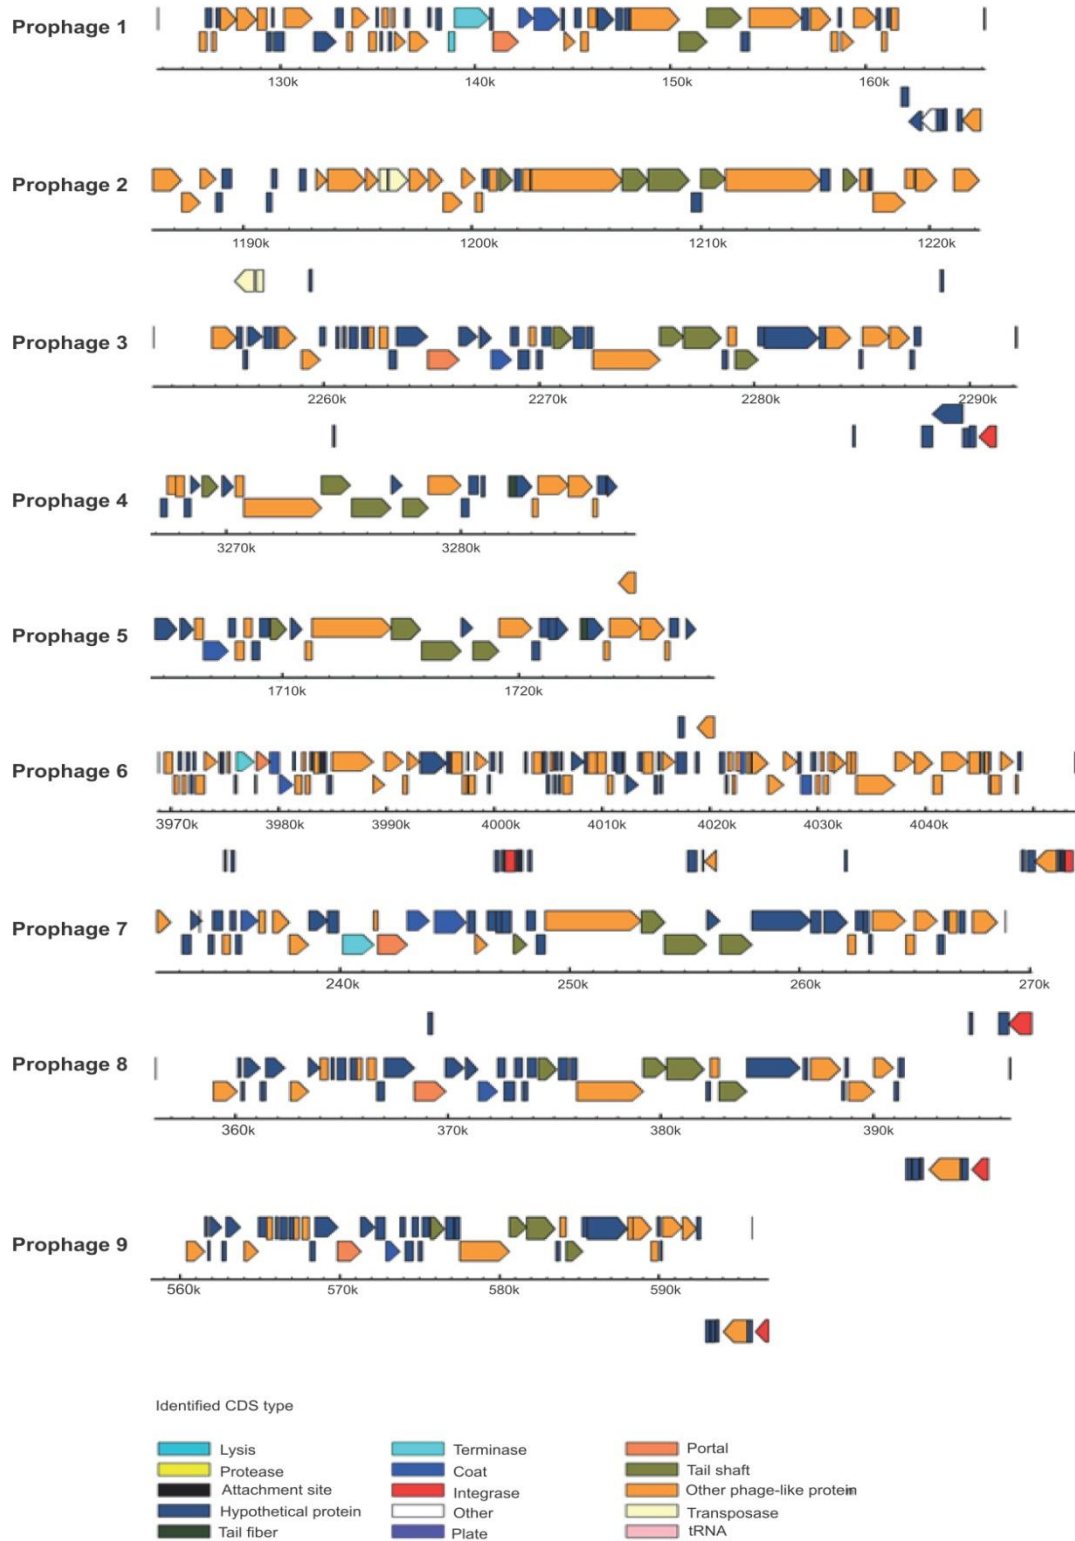 Prophage 1
130k 140k 150k 160k
Prophage 2
1190k 1200k 1210k 1220k
Prophage 3
2260k 2270k 2280k 2290k
Prophage 4
3270k 3280k
Prophage 5
1710k 1720k
Prophage 6
3970k 3980k 3990k 4000k 4010k 4020k 4030k 4040k
Prophage 7
240k 250k 260k 270k
Prophage 8
360k 370k 380k 390k
Prophage 9
560k 570k 580k 590k
Identified CDS type
Lysis Terminase Portal
Protease Coat Tail shaft
Attachment site Integrase Other phage-like protein
Hypothetical protein Other Transposase
Tail fiber Plate tRNA